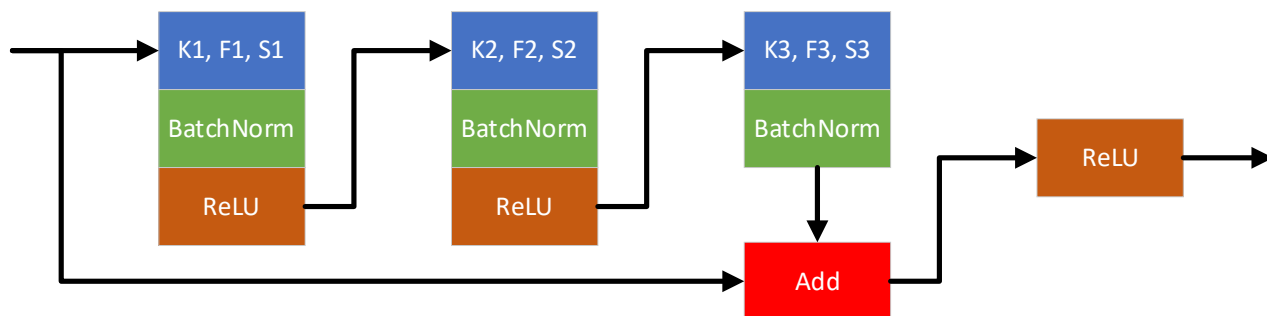 K1, F1, S1
BatchNorm
ReLU
K2, F2, S2
BatchNorm
ReLU
K3, F3, S3
BatchNorm
Add
ReLU